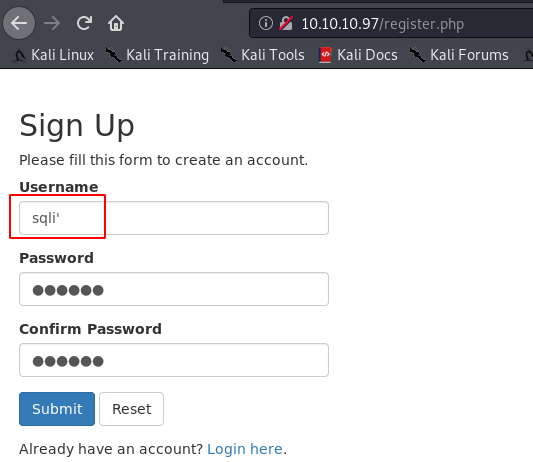 10.10.10.97/register.php
Kali Linux Kali Training Kali Tools Kali Docs Kali Forums
Sign Up
Please fill this form to create an account.
Username
sqli'
Password
●●●●●●
Confirm Password
●●●●●●
Submit Reset
Already have an account? Login here.